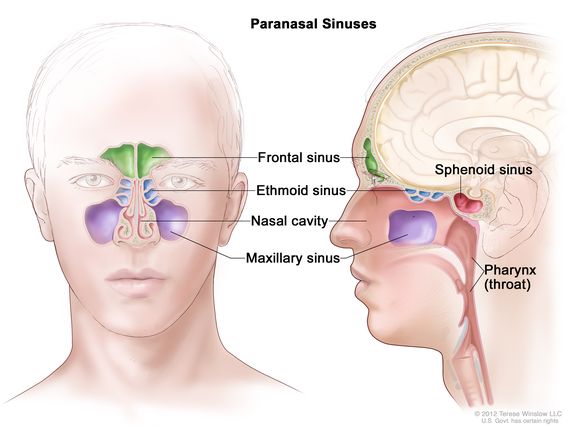 Paranasal Sinuses
Frontal sinus
Ethmoid sinus
Nasal cavity
Maxillary sinus
Sphenoid sinus
Pharynx
(throat)
© 2012 Terese Winslow LLC
U.S. Govt. has certain rights